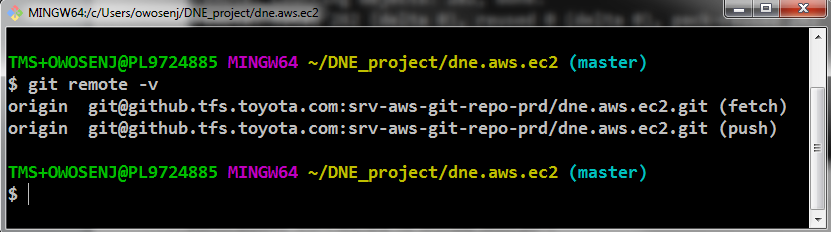 MINGW64:/c/Users/owosenj/DNE_project/dne.aws.ec2
TMS+OWOSENJ@PL9724885 MINGW64 ~/DNE_project/dne.aws.ec2 (master)
$ git remote -v
origin  git@github.tfs.toyota.com:srv-aws-git-repo-prd/dne.aws.ec2.git (fetch)
origin  git@github.tfs.toyota.com:srv-aws-git-repo-prd/dne.aws.ec2.git (push)
TMS+OWOSENJ@PL9724885 MINGW64 ~/DNE_project/dne.aws.ec2 (master)
$